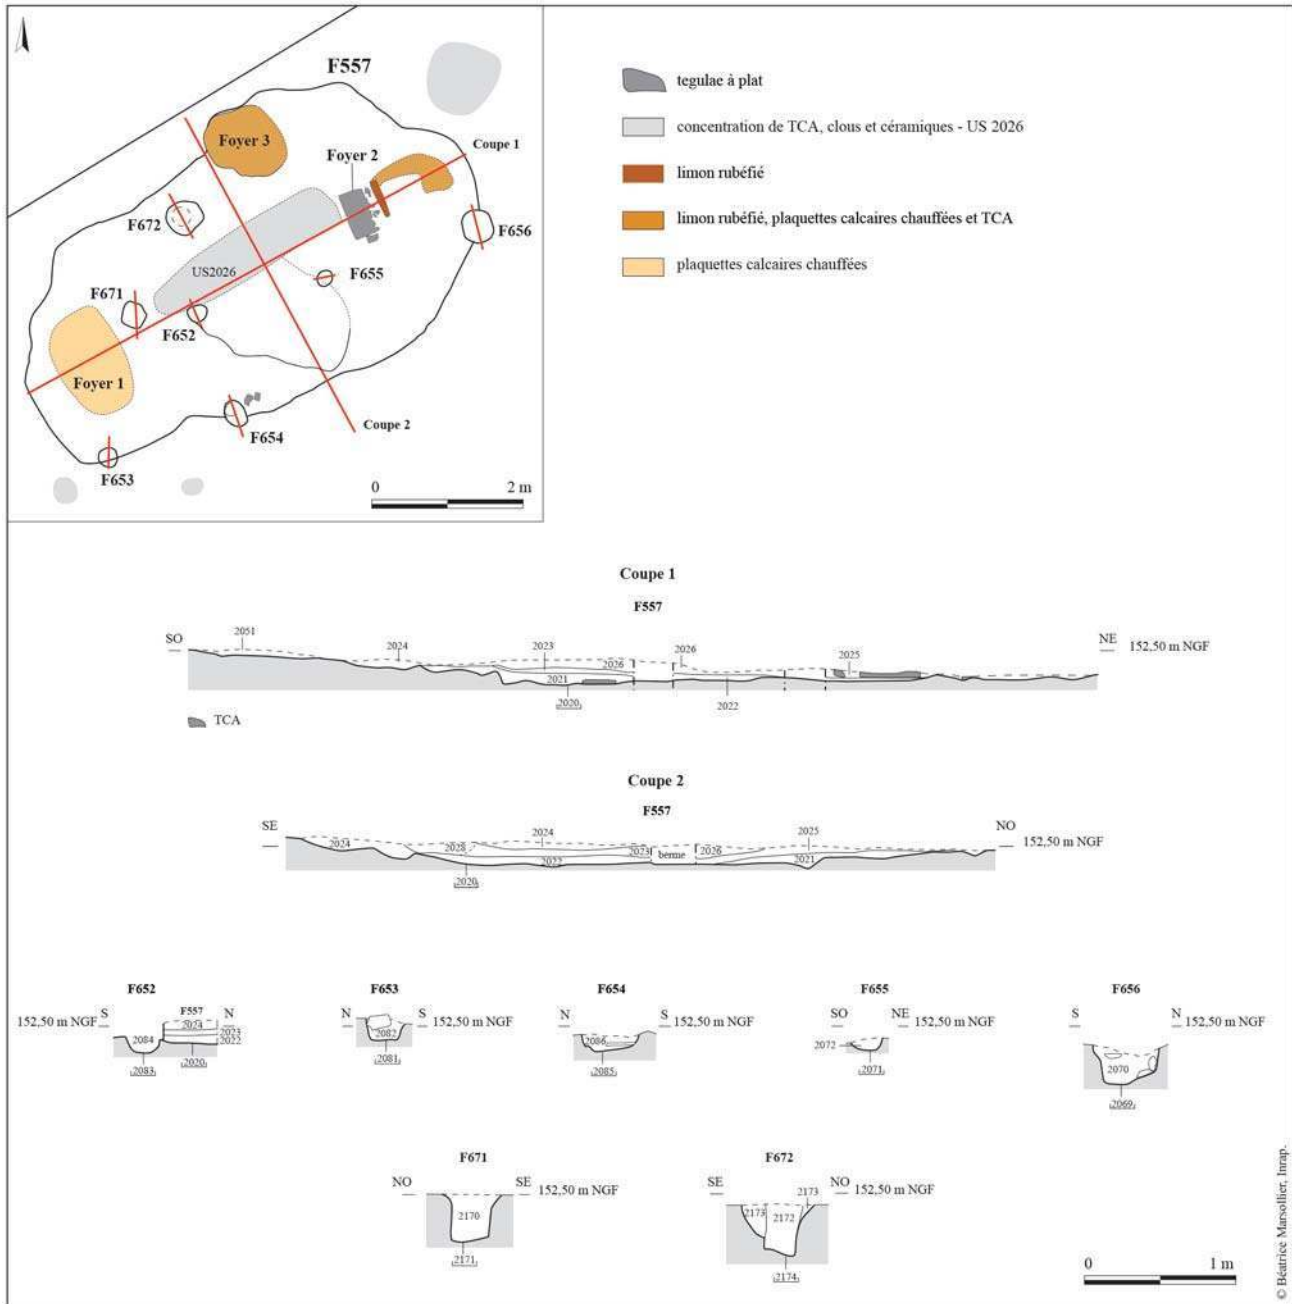 F557
Foyer 3
Coupe 1
Foyer 2
F672
F656
US2026
F655
F671
F652
Foyer 1
Coupe 2
F654
F653
0 2 m
tegulae à plat
concentration de TCA, clous et céramiques - US 2026
limon rubéfié
limon rubéfié, plaquettes calcaires chauffées et TCA
plaquettes calcaires chauffées
Coupe 1
F557
SO 2051 2024 2023 2026 2026 2025 NE 152,50 m NGF
2021
2020 2022
TCA
Coupe 2
F557
SE 2024 2025 NO
2024 2028 2023 berme 2026 152,50 m NGF
2022 2021
2020
F652 F653 F654 F655 F656
152,50 m NGF S F557 N N S 152,50 m NGF N S 152,50 m NGF SO NE 152,50 m NGF S N 152,50 m NGF
2024
2084 2023 2082 2086 2072 2070
2022
2083 2020 2081 2085 2071 2069
F671 F672
NO SE 152,50 m NGF SE 2173 NO 152,50 m NGF
2170 2173 2172
2171 2174
0 1 m
© Béatrice Marsollier, Inrap.